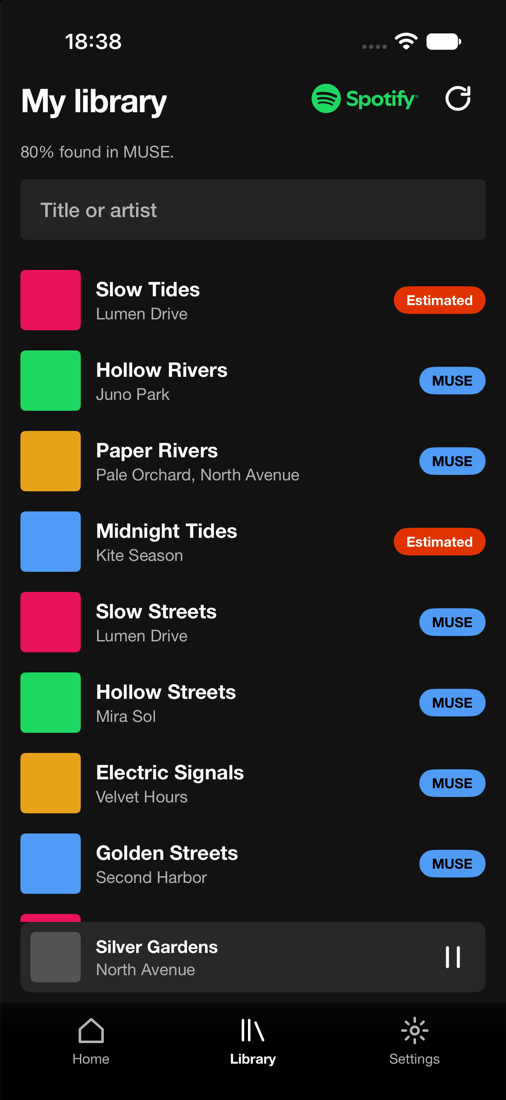 18:38
My library
Spotify
80% found in MUSE.
Title or artist
Slow Tides
Estimated
Lumen Drive
Hollow Rivers
MUSE
Juno Park
Paper Rivers
MUSE
Pale Orchard, North Avenue
Midnight Tides
Estimated
Kite Season
Slow Streets
MUSE
Lumen Drive
Hollow Streets
MUSE
Mira Sol
Electric Signals
MUSE
Velvet Hours
Golden Streets
MUSE
Second Harbor
Silver Gardens
North Avenue
Home
Library
Settings